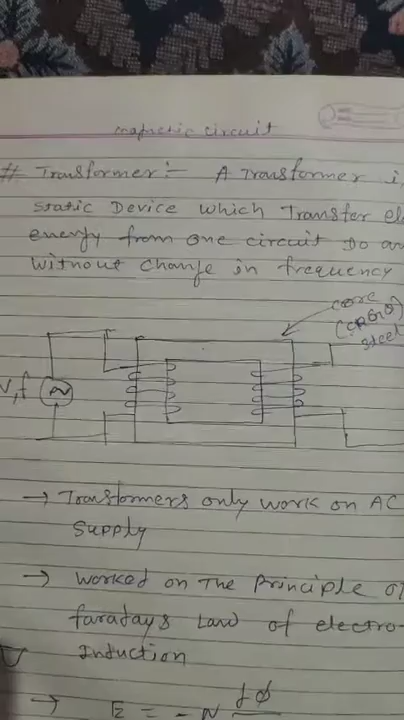 magnetic circuit
# Transformer:- A Transformer i
Static Device which Transfer el
energy from one circuit to an
without change in frequency
core
(CRGO)
steel
V,f
→ Transformers only work on AC
Supply
→ Worked on The Principle of
faradays Law of electro-
Induction
→ E = -N dϕ